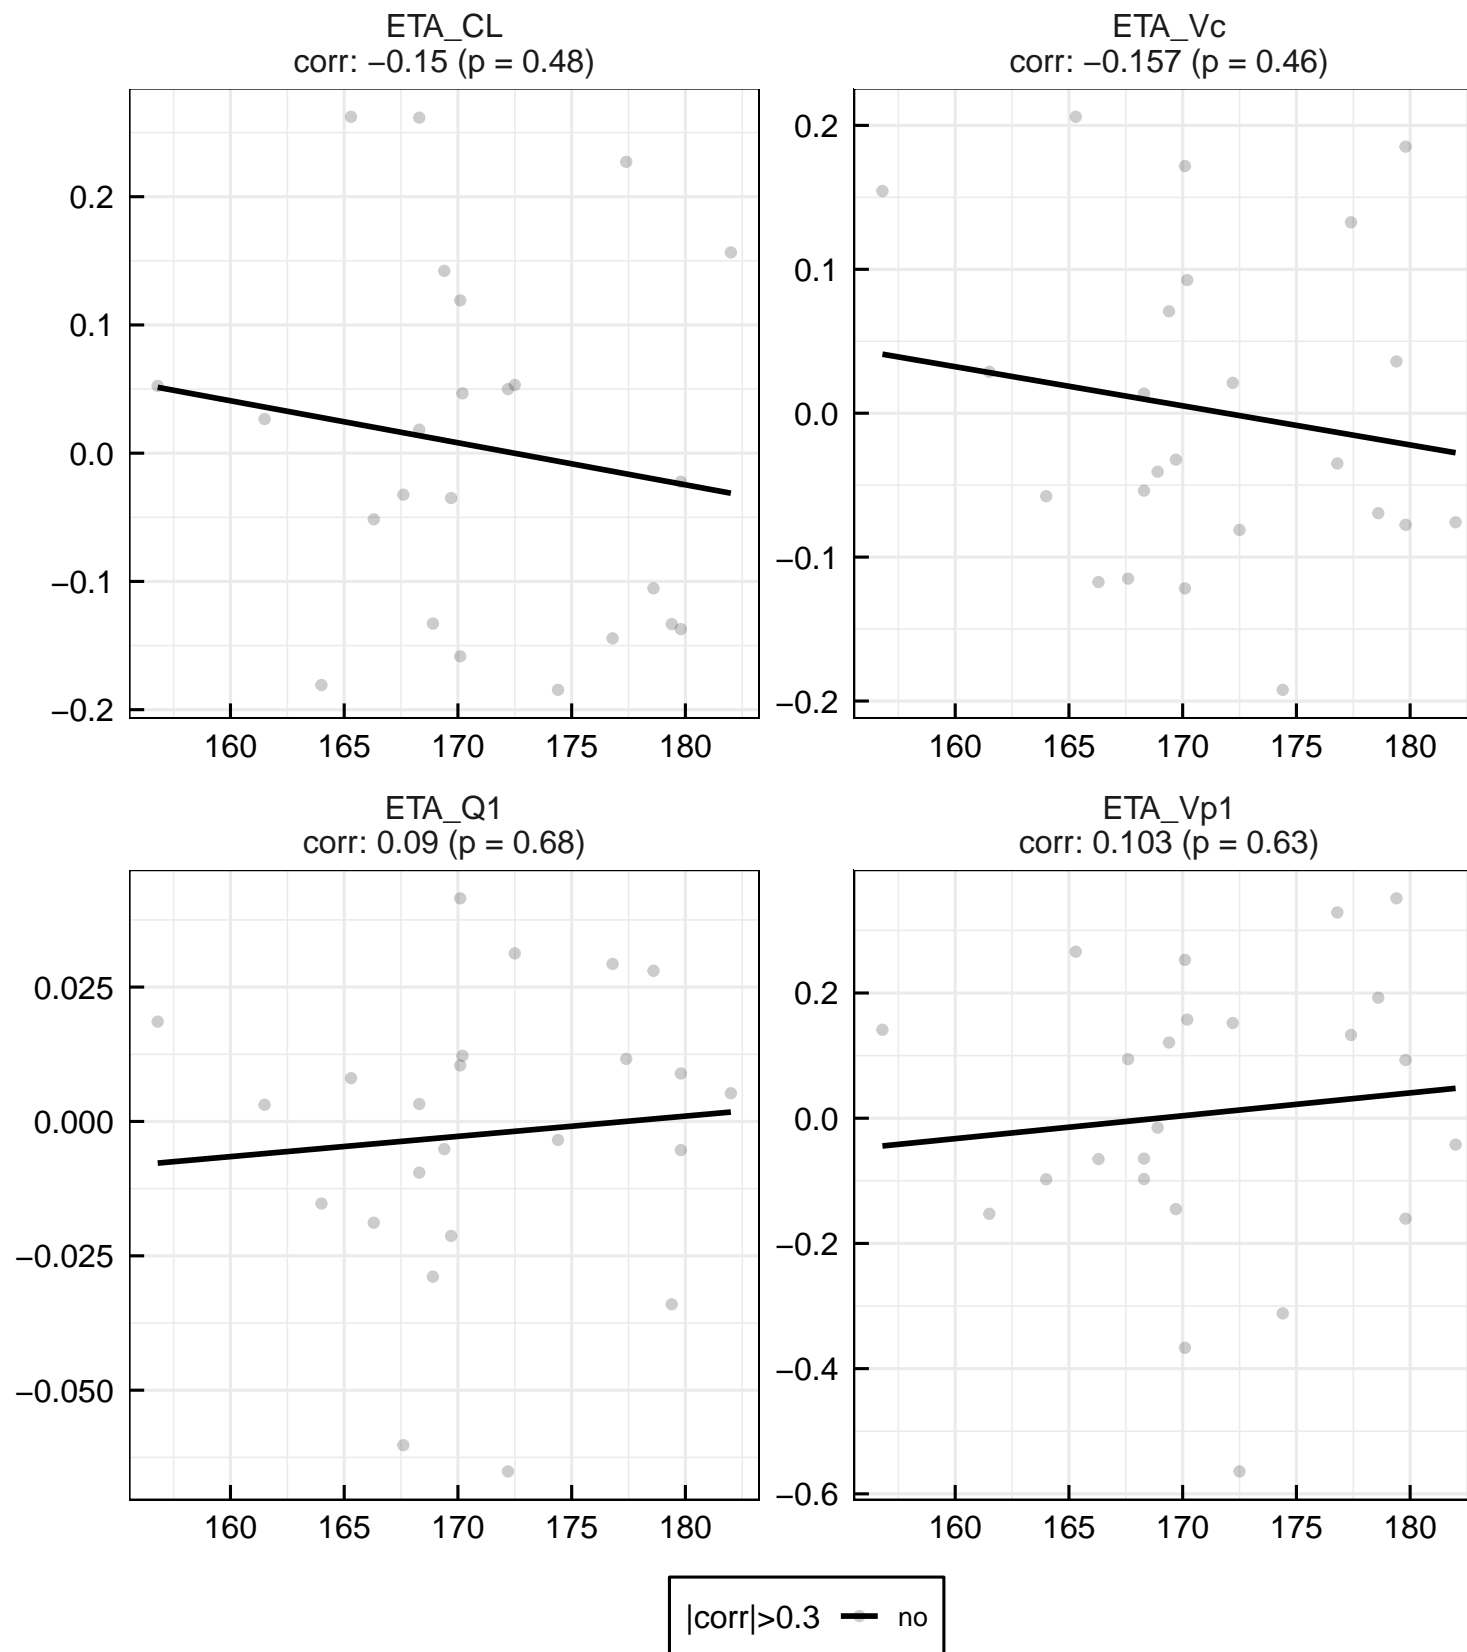 ETA_CL
corr: −0.15 (p = 0.48)
0.2
0.1
0.0
−0.1
−0.2
160 165 170 175 180
ETA_Vc
corr: −0.157 (p = 0.46)
0.2
0.1
0.0
−0.1
−0.2
160 165 170 175 180
ETA_Q1
corr: 0.09 (p = 0.68)
0.025
0.000
−0.025
−0.050
160 165 170 175 180
ETA_Vp1
corr: 0.103 (p = 0.63)
0.2
0.0
−0.2
−0.4
−0.6
160 165 170 175 180
|corr|>0.3 no